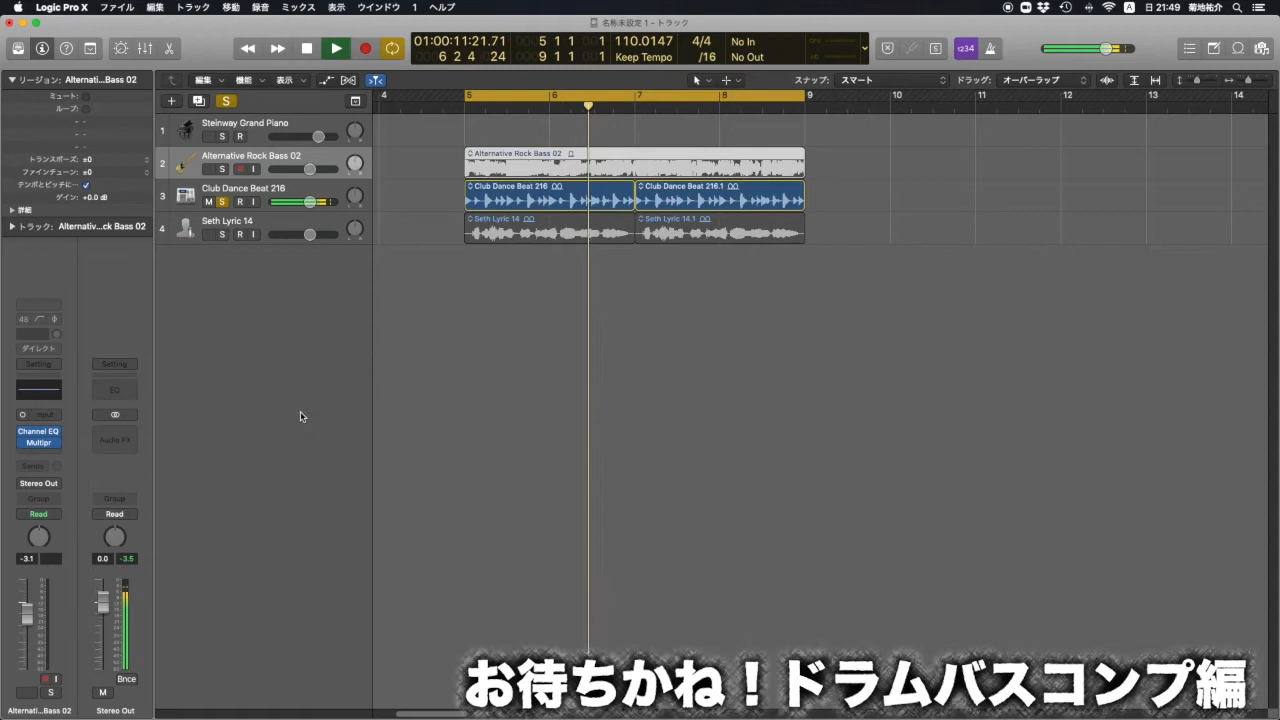 Logic Pro X ファイル 編集 トラック 移動 録音 ミックス 表示 ウインドウ 1 ヘルプ
A 日 21:49 菊地祐介
名称未設定 1 - トラック
01:00:11:21.71 5 1 1 1 110.0147 4/4 No In
6 2 4 24 9 1 1 1 Keep Tempo /16 No Out
1234
リージョン: Alternati... Bass 02
編集 機能 表示
スナップ: スマート ドラッグ: オーバーラップ
ミュート:
ループ:
トランスポーズ: ±0
ファインチューン: ±0
テンポとピッチに…
ゲイン: +0.0 dB
詳細
トラック: Alternativ...ck Bass 02
S
4 5 6 7 8 9 10 11 12 13 14
1 Steinway Grand Piano
S R
2 Alternative Rock Bass 02
S R I
3 Club Dance Beat 216
M S R I
4 Seth Lyric 14
S R I
Alternative Rock Bass 02
Club Dance Beat 216 Club Dance Beat 216.1
Seth Lyric 14 Seth Lyric 14.1
48
ダイレクト
Setting Setting
EQ
Input
Channel EQ
Multipr
Audio FX
Sends
Stereo Out
Group Group
Read Read
-3.1 0.0 -3.5
R I Bnce
S M
Alternati...Bass 02 Stereo Out
お待ちかね！ドラムバスコンプ編